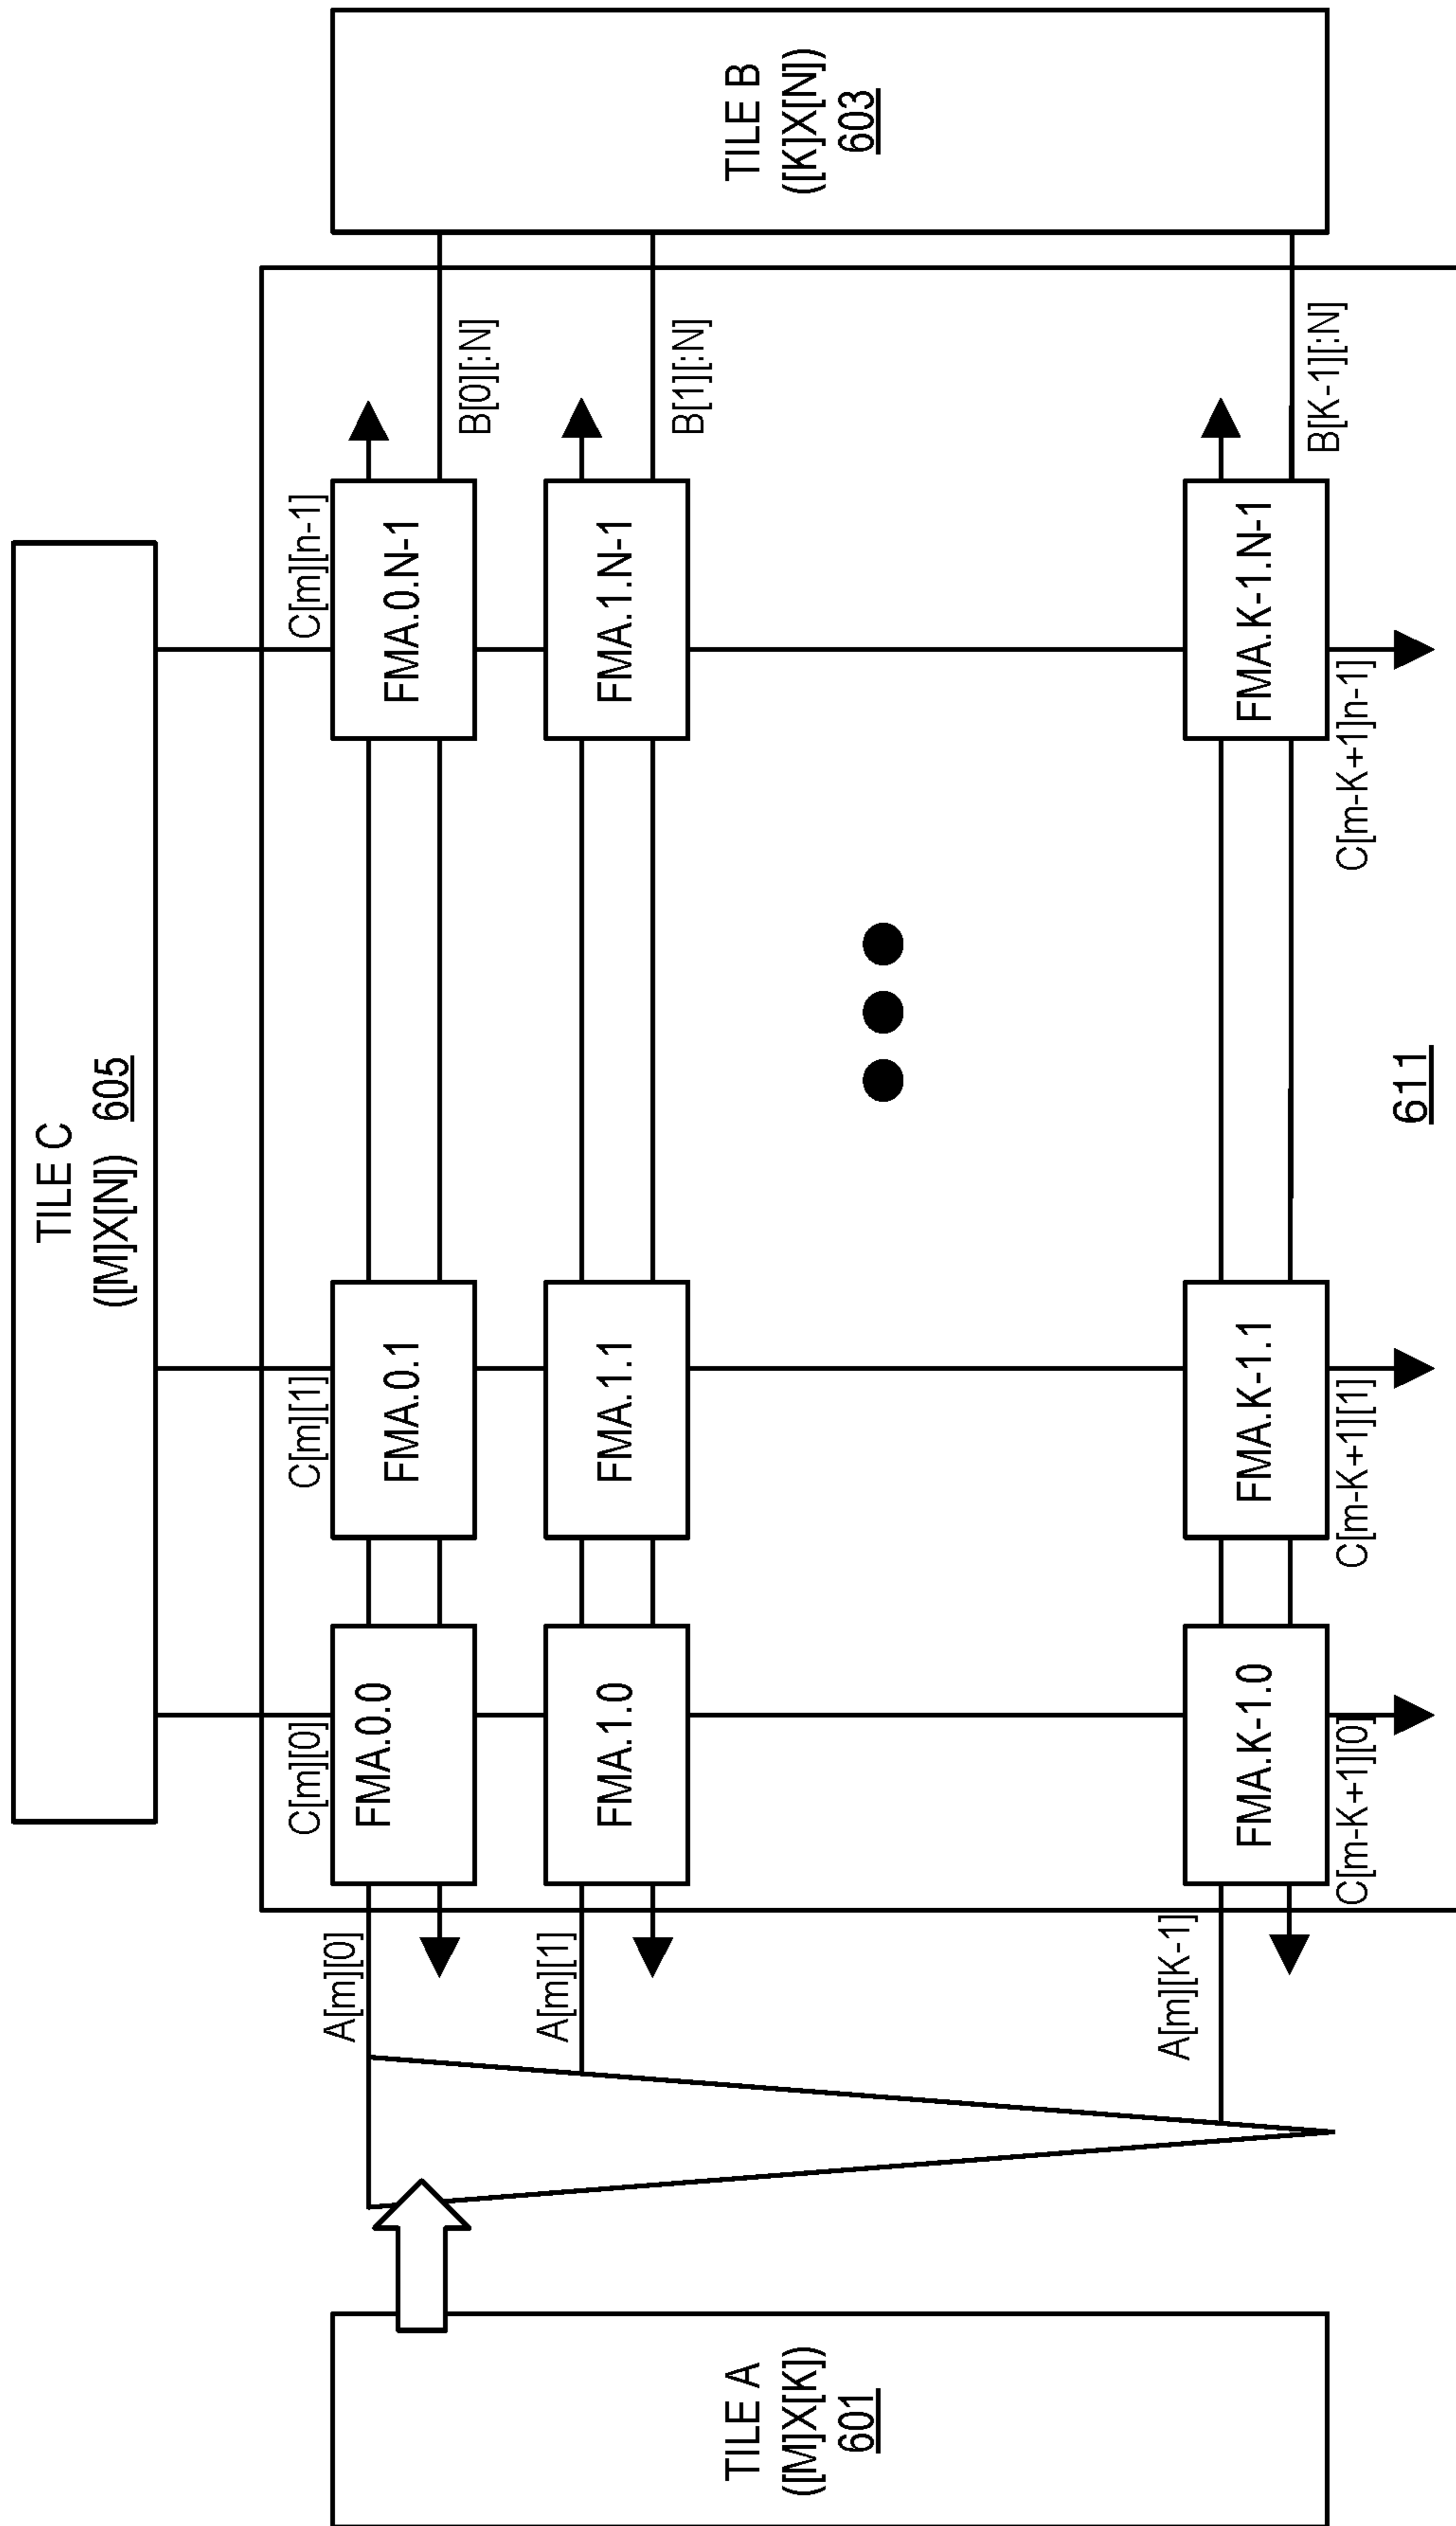 TILE C
([M]X[N]) 605
C[m][0]
C[m][1]
C[m][n-1]
A[m][0]
FMA.0.0
FMA.0.1
FMA.0.N-1
B[0][:N]
A[m][1]
FMA.1.0
FMA.1.1
FMA.1.N-1
B[1][:N]
TILE A
([M]X[K])
601
TILE B
([K]X[N])
603
A[m][K-1]
FMA.K-1.0
FMA.K-1.1
FMA.K-1.N-1
B[K-1][:N]
C[m-K+1][0]
C[m-K+1][1]
C[m-K+1]n-1]
611